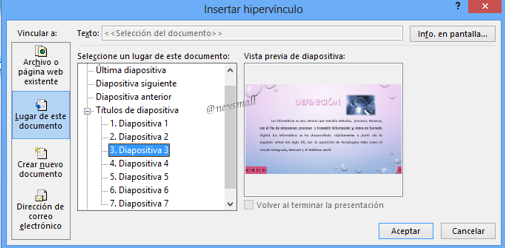 Insertar hipervínculo
Vincular a:
Texto: <<Selección del documento>>
Info. en pantalla...
Archivo o
página web
existente
Lugar de este
documento
Crear nuevo
documento
Dirección de
correo
electrónico
Seleccione un lugar de este documento:
Última diapositiva
Diapositiva siguiente
Diapositiva anterior
Títulos de diapositiva
1. Diapositiva 1
2. Diapositiva 2
3. Diapositiva 3
4. Diapositiva 4
5. Diapositiva 5
6. Diapositiva 6
7. Diapositiva 7
Vista previa de diapositiva:
DEFINICIÓN
Volver al terminar la presentación
Aceptar
Cancelar